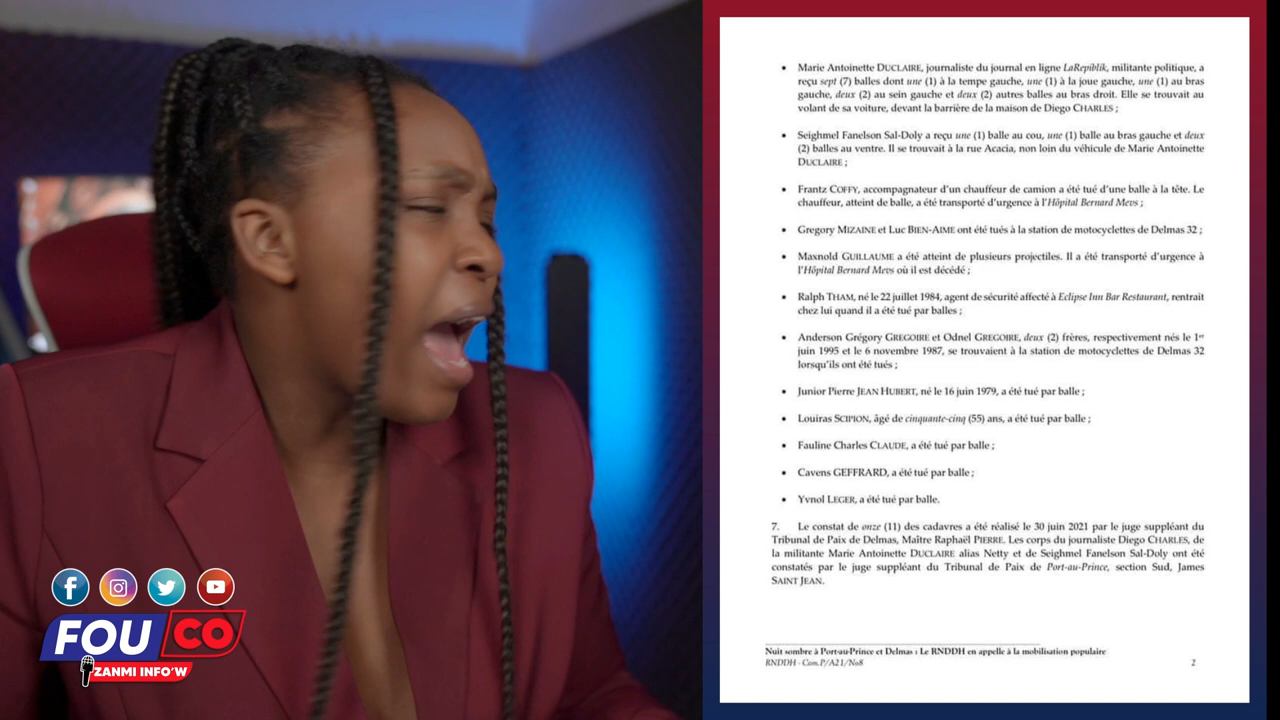 • Marie Antoinette DUCLAIRE, journaliste du journal en ligne LaRepiblik, militante politique, a
reçu sept (7) balles dont une (1) à la tempe gauche, une (1) à la joue gauche, une (1) au bras
gauche, deux (2) au sein gauche et deux (2) autres balles au bras droit. Elle se trouvait au
volant de sa voiture, devant la barrière de la maison de Diego CHARLES ;
• Seighmel Fanelson Sal-Doly a reçu une (1) balle au cou, une (1) balle au bras gauche et deux
(2) balles au ventre. Il se trouvait à la rue Acacia, non loin du véhicule de Marie Antoinette
DUCLAIRE ;
• Frantz COFFY, accompagnateur d'un chauffeur de camion a été tué d'une balle à la tête. Le
chauffeur, atteint de balle, a été transporté d'urgence à l'Hôpital Bernard Mevs ;
• Gregory MIZAINE et Luc BIEN-AIME ont été tués à la station de motocyclettes de Delmas 32 ;
• Maxnold GUILLAUME a été atteint de plusieurs projectiles. Il a été transporté d'urgence à
l'Hôpital Bernard Mevs où il est décédé ;
• Ralph THAM, né le 22 juillet 1984, agent de sécurité affecté à Eclipse Inn Bar Restaurant, rentrait
chez lui quand il a été tué par balles ;
• Anderson Grégory GREGOIRE et Odnel GREGOIRE, deux (2) frères, respectivement nés le 1er
juin 1995 et le 6 novembre 1987, se trouvaient à la station de motocyclettes de Delmas 32
lorsqu'ils ont été tués ;
• Junior Pierre JEAN HUBERT, né le 16 juin 1979, a été tué par balle ;
• Louiras SCIPION, âgé de cinquante-cinq (55) ans, a été tué par balle ;
• Fauline Charles CLAUDE, a été tué par balle ;
• Cavens GEFFRARD, a été tué par balle ;
• Yvnol LEGER, a été tué par balle.
7. Le constat de onze (11) des cadavres a été réalisé le 30 juin 2021 par le juge suppléant du
Tribunal de Paix de Delmas, Maître Raphaël PIERRE. Les corps du journaliste Diego CHARLES, de
la militante Marie Antoinette DUCLAIRE alias Netty et de Seighmel Fanelson Sal-Doly ont été
constatés par le juge suppléant du Tribunal de Paix de Port-au-Prince, section Sud, James
SAINT JEAN.
Nuit sombre à Port-au-Prince et Delmas : Le RNDDH en appelle à la mobilisation populaire
RNDDH - Com.P/A21/No8 2
FOU CO
ZANMI INFO'W